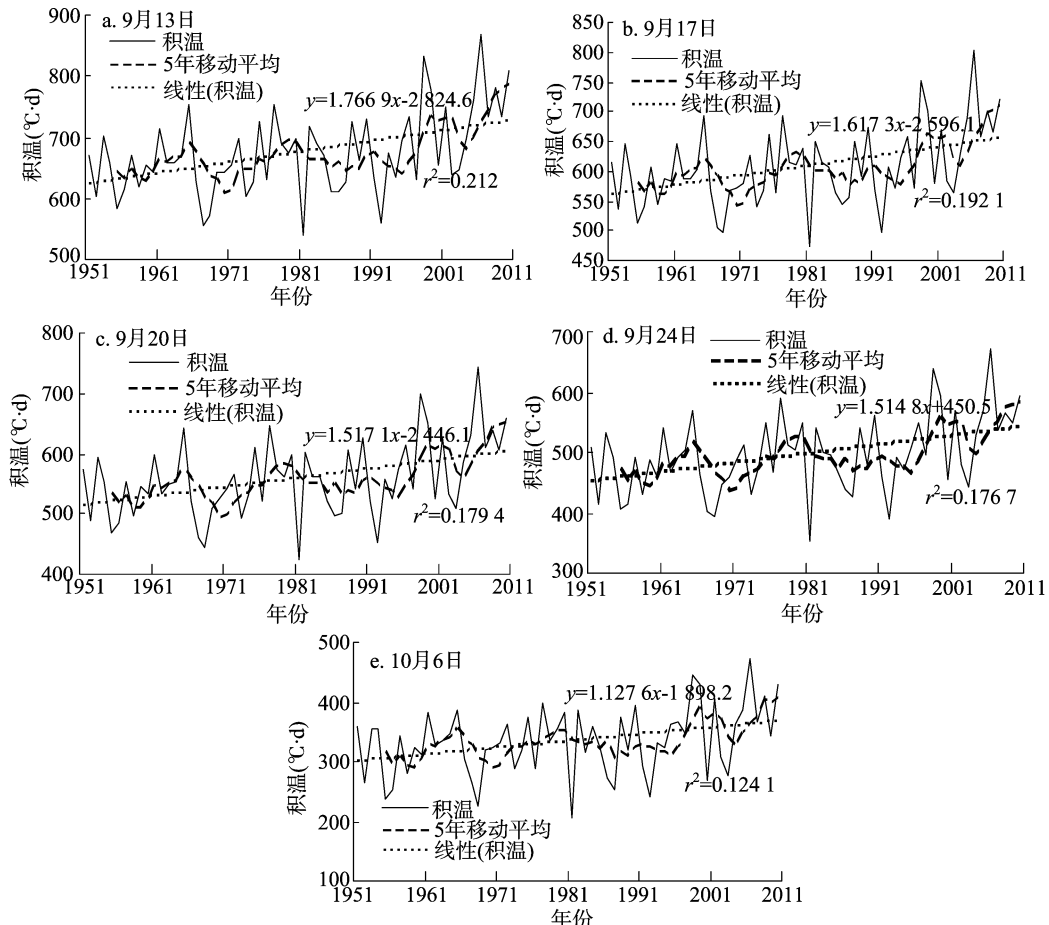 a. 9月13日
积温
5年移动平均
线性(积温)
y=1.766 9x-2 824.6
r²=0.212
积温(℃·d)
900
800
700
600
500
1951
1961
1971
1981
1991
2001
2011
年份
b. 9月17日
积温
5年移动平均
线性(积温)
y=1.617 3x-2 596.1
r²=0.192 1
积温(℃·d)
850
800
750
700
650
600
550
500
450
1951
1961
1971
1981
1991
2001
2011
年份
c. 9月20日
积温
5年移动平均
线性(积温)
y=1.517 1x-2 446.1
r²=0.179 4
积温(℃·d)
800
700
600
500
400
1951
1961
1971
1981
1991
2001
2011
年份
d. 9月24日
积温
5年移动平均
线性(积温)
y=1.514 8x+450.5
r²=0.176 7
积温(℃·d)
700
600
500
400
300
1951
1961
1971
1981
1991
2001
2011
年份
e. 10月6日
y=1.127 6x-1 898.2
r²=0.124 1
积温
5年移动平均
线性(积温)
积温(℃·d)
500
400
300
200
100
1951
1961
1971
1981
1991
2001
2011
年份